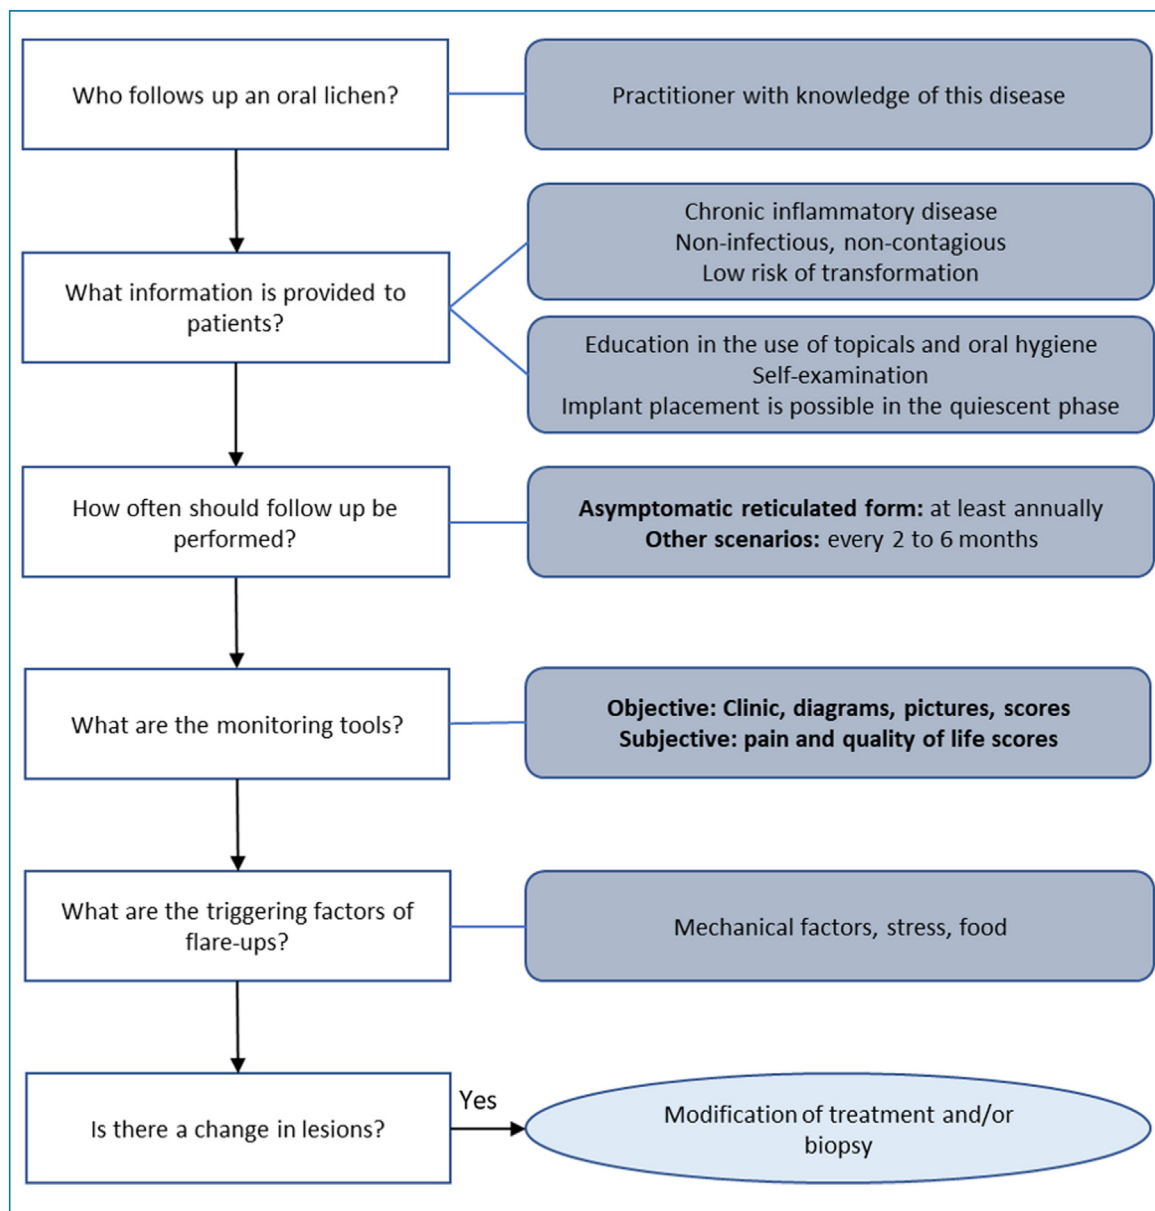 Who follows up an oral lichen?
Practitioner with knowledge of this disease
What information is provided to
patients?
Chronic inflammatory disease
Non-infectious, non-contagious
Low risk of transformation
Education in the use of topicals and oral hygiene
Self-examination
Implant placement is possible in the quiescent phase
How often should follow up be
performed?
Asymptomatic reticulated form: at least annually
Other scenarios: every 2 to 6 months
What are the monitoring tools?
Objective: Clinic, diagrams, pictures, scores
Subjective: pain and quality of life scores
What are the triggering factors of
flare-ups?
Mechanical factors, stress, food
Is there a change in lesions?
Yes
Modification of treatment and/or
biopsy